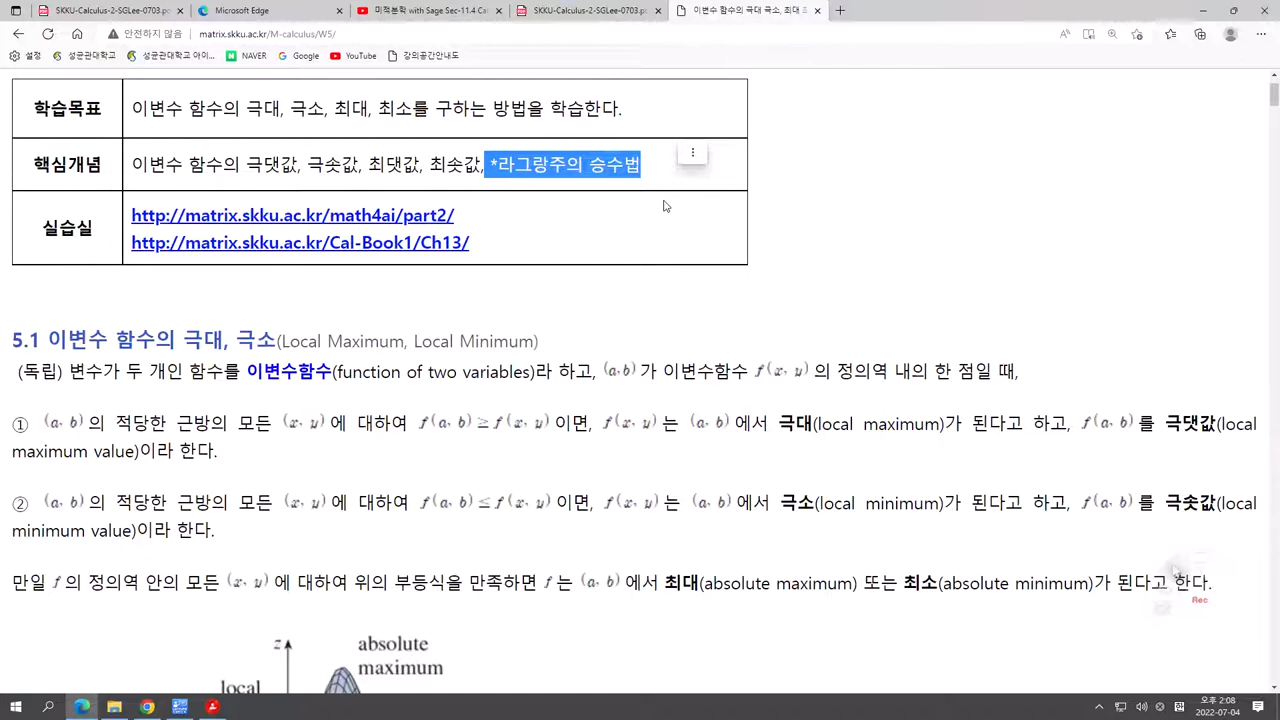 SKKU-Calculus-2-SGLee-0703.p
Microsoft Edge
미적분학 with Sage Sec-11.4 Ca
SKKU-Calculus-2-SGLee-0703.p
이변수 함수의 극대 극소, 최대 최
안전하지 않음
matrix.skku.ac.kr/M-calculus/W5/
설정 성균관대학교 성균관대학교 아이... NAVER Google YouTube 강의공간안내도
학습목표 이변수 함수의 극대, 극소, 최대, 최소를 구하는 방법을 학습한다.
핵심개념 이변수 함수의 극댓값, 극솟값, 최댓값, 최솟값, *라그랑주의 승수법
실습실
http://matrix.skku.ac.kr/math4ai/part2/
http://matrix.skku.ac.kr/Cal-Book1/Ch13/
5.1 이변수 함수의 극대, 극소(Local Maximum, Local Minimum)
(독립) 변수가 두 개인 함수를 이변수함수(function of two variables)라 하고, (a,b)가 이변수함수 f(x, y)의 정의역 내의 한 점일 때,
① (a, b)의 적당한 근방의 모든 (x, y)에 대하여 f(a, b)≥f(x, y)이면, f(x, y)는 (a, b)에서 극대(local maximum)가 된다고 하고, f(a, b)를 극댓값(local
maximum value)이라 한다.
② (a, b)의 적당한 근방의 모든 (x, y)에 대하여 f(a, b)≤f(x, y)이면, f(x, y)는 (a, b)에서 극소(local minimum)가 된다고 하고, f(a, b)를 극솟값(local
minimum value)이라 한다.
만일 f의 정의역 안의 모든 (x, y)에 대하여 위의 부등식을 만족하면 f는 (a, b)에서 최대(absolute maximum) 또는 최소(absolute minimum)가 된다고 한다.
Rec
z
absolute
maximum
local
오후 2:08
2022-07-04